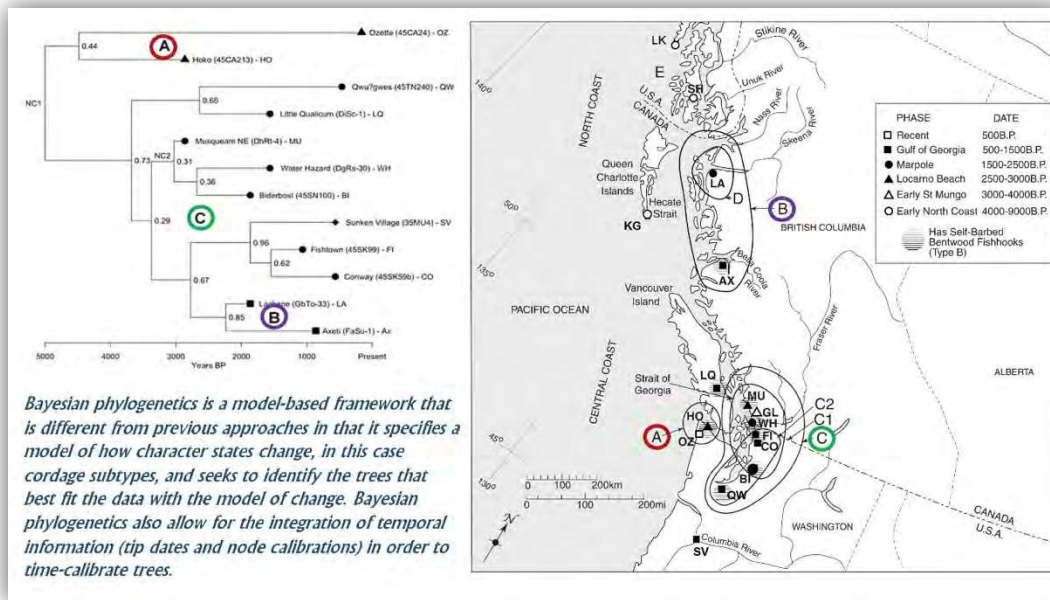 Ozette (45CA24) - OZ
0.44
A
Hoko (45CA213) - HO
NC1
Qwu?gwes (45TN240) - QW
0.65
Little Qualicum (DiSc-1) - LQ
0.73
Musqueam NE (DhRt-4) - MU
NC2
0.31
Water Hazard (DgRs-30) - WH
0.36
Biderbost (45SN100) - BI
C
0.29
Sunken Village (35MU4) - SV
0.96
Fishtown (45SK99) - FI
0.62
Conway (45SK59b) - CO
0.67
(GbTo-33) - LA
B
0.85
Axeti (FaSu-1) - Ax
5000 4000 3000 2000 1000 Present
Years BP
Bayesian phylogenetics is a model-based framework that
is different from previous approaches in that it specifies a
model of how character states change, in this case
cordage subtypes, and seeks to identify the trees that
best fit the data with the model of change. Bayesian
phylogenetics also allow for the integration of temporal
information (tip dates and node calibrations) in order to
time-calibrate trees.
LK
E
Stikine River
140°
NORTH COAST
SH
Unuk River
U.S.A.
CANADA
Nass River
Skeena River
Queen
Charlotte
Islands
LA
D
B
BRITISH COLUMBIA
Hecate
Strait
KG
50°
135°
AX
Bella Coola
River
Vancouver
Island
PACIFIC OCEAN
Fraser River
ALBERTA
CENTRAL COAST
LQ
Strait of
Georgia
MU
GL
C2
C1
HO
WH
A
OZ
FI
CO
C
45°
BI
130°
0 100 200km
0 100 200mi
QW
N
WASHINGTON
CANADA
U.S.A.
Columbia River
SV
PHASE DATE
Recent 500B.P.
Gulf of Georgia 500-1500B.P.
Marpole 1500-2500B.P.
Locarno Beach 2500-3000B.P.
Early St Mungo 3000-4000B.P.
Early North Coast 4000-9000B.P.
Has Self-Barbed
Bentwood Fishhooks
(Type B)